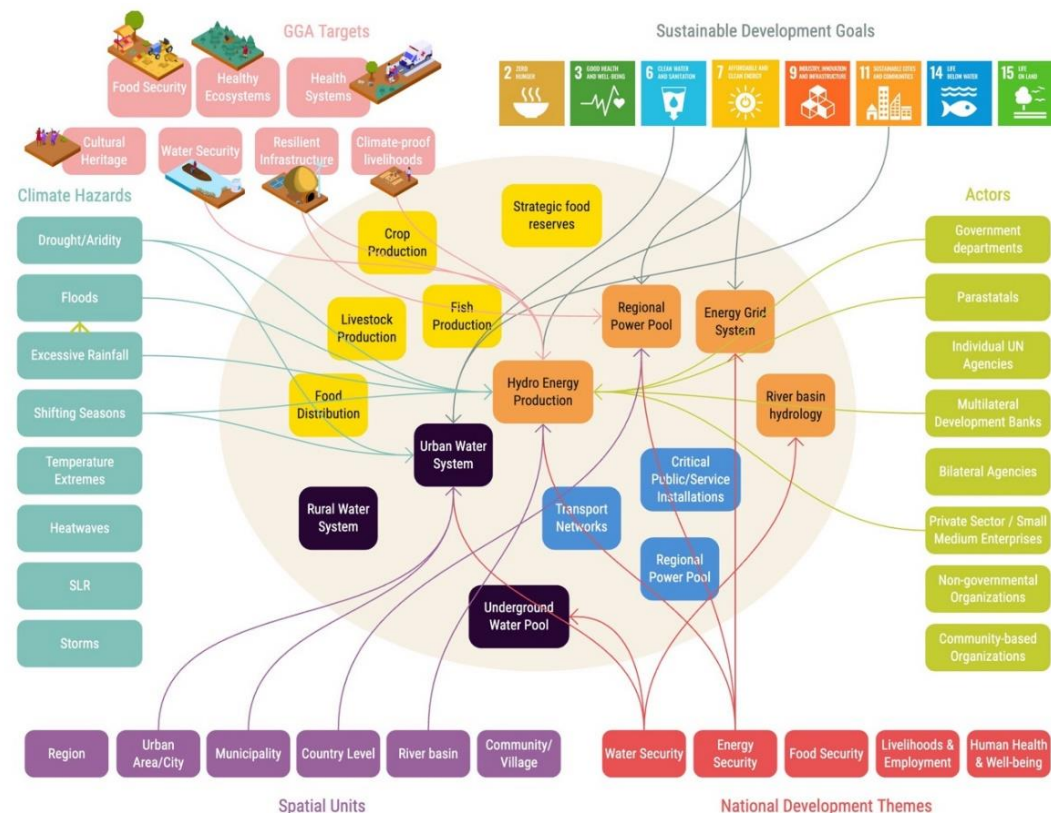 GGA Targets
Food Security
Healthy
Ecosystems
Health
Systems
Cultural
Heritage
Water Security
Resilient
Infrastructure
Climate-proof
livelihoods
Sustainable Development Goals
2 ZERO
HUNGER
3 GOOD HEALTH
AND WELL-BEING
6 CLEAN WATER
AND SANITATION
7 AFFORDABLE AND
CLEAN ENERGY
9 INDUSTRY, INNOVATION
AND INFRASTRUCTURE
11 SUSTAINABLE CITIES
AND COMMUNITIES
14 LIFE
BELOW WATER
15 LIFE
ON LAND
Climate Hazards
Drought/Aridity
Floods
Excessive Rainfall
Shifting Seasons
Temperature
Extremes
Heatwaves
SLR
Storms
Strategic food
reserves
Crop
Production
Livestock
Production
Fish
Production
Food
Distribution
Regional
Power Pool
Energy Grid
System
Hydro Energy
Production
River basin
hydrology
Urban Water
System
Rural Water
System
Underground
Water Pool
Critical
Public/Service
Installations
Transport
Networks
Regional
Power Pool
Actors
Government
departments
Parastatals
Individual UN
Agencies
Multilateral
Development Banks
Bilateral Agencies
Private Sector / Small
Medium Enterprises
Non-governmental
Organizations
Community-based
Organizations
Region
Urban
Area/City
Municipality
Country Level
River basin
Community/
Village
Spatial Units
Water Security
Energy
Security
Food Security
Livelihoods &
Employment
Human Health
& Well-being
National Development Themes